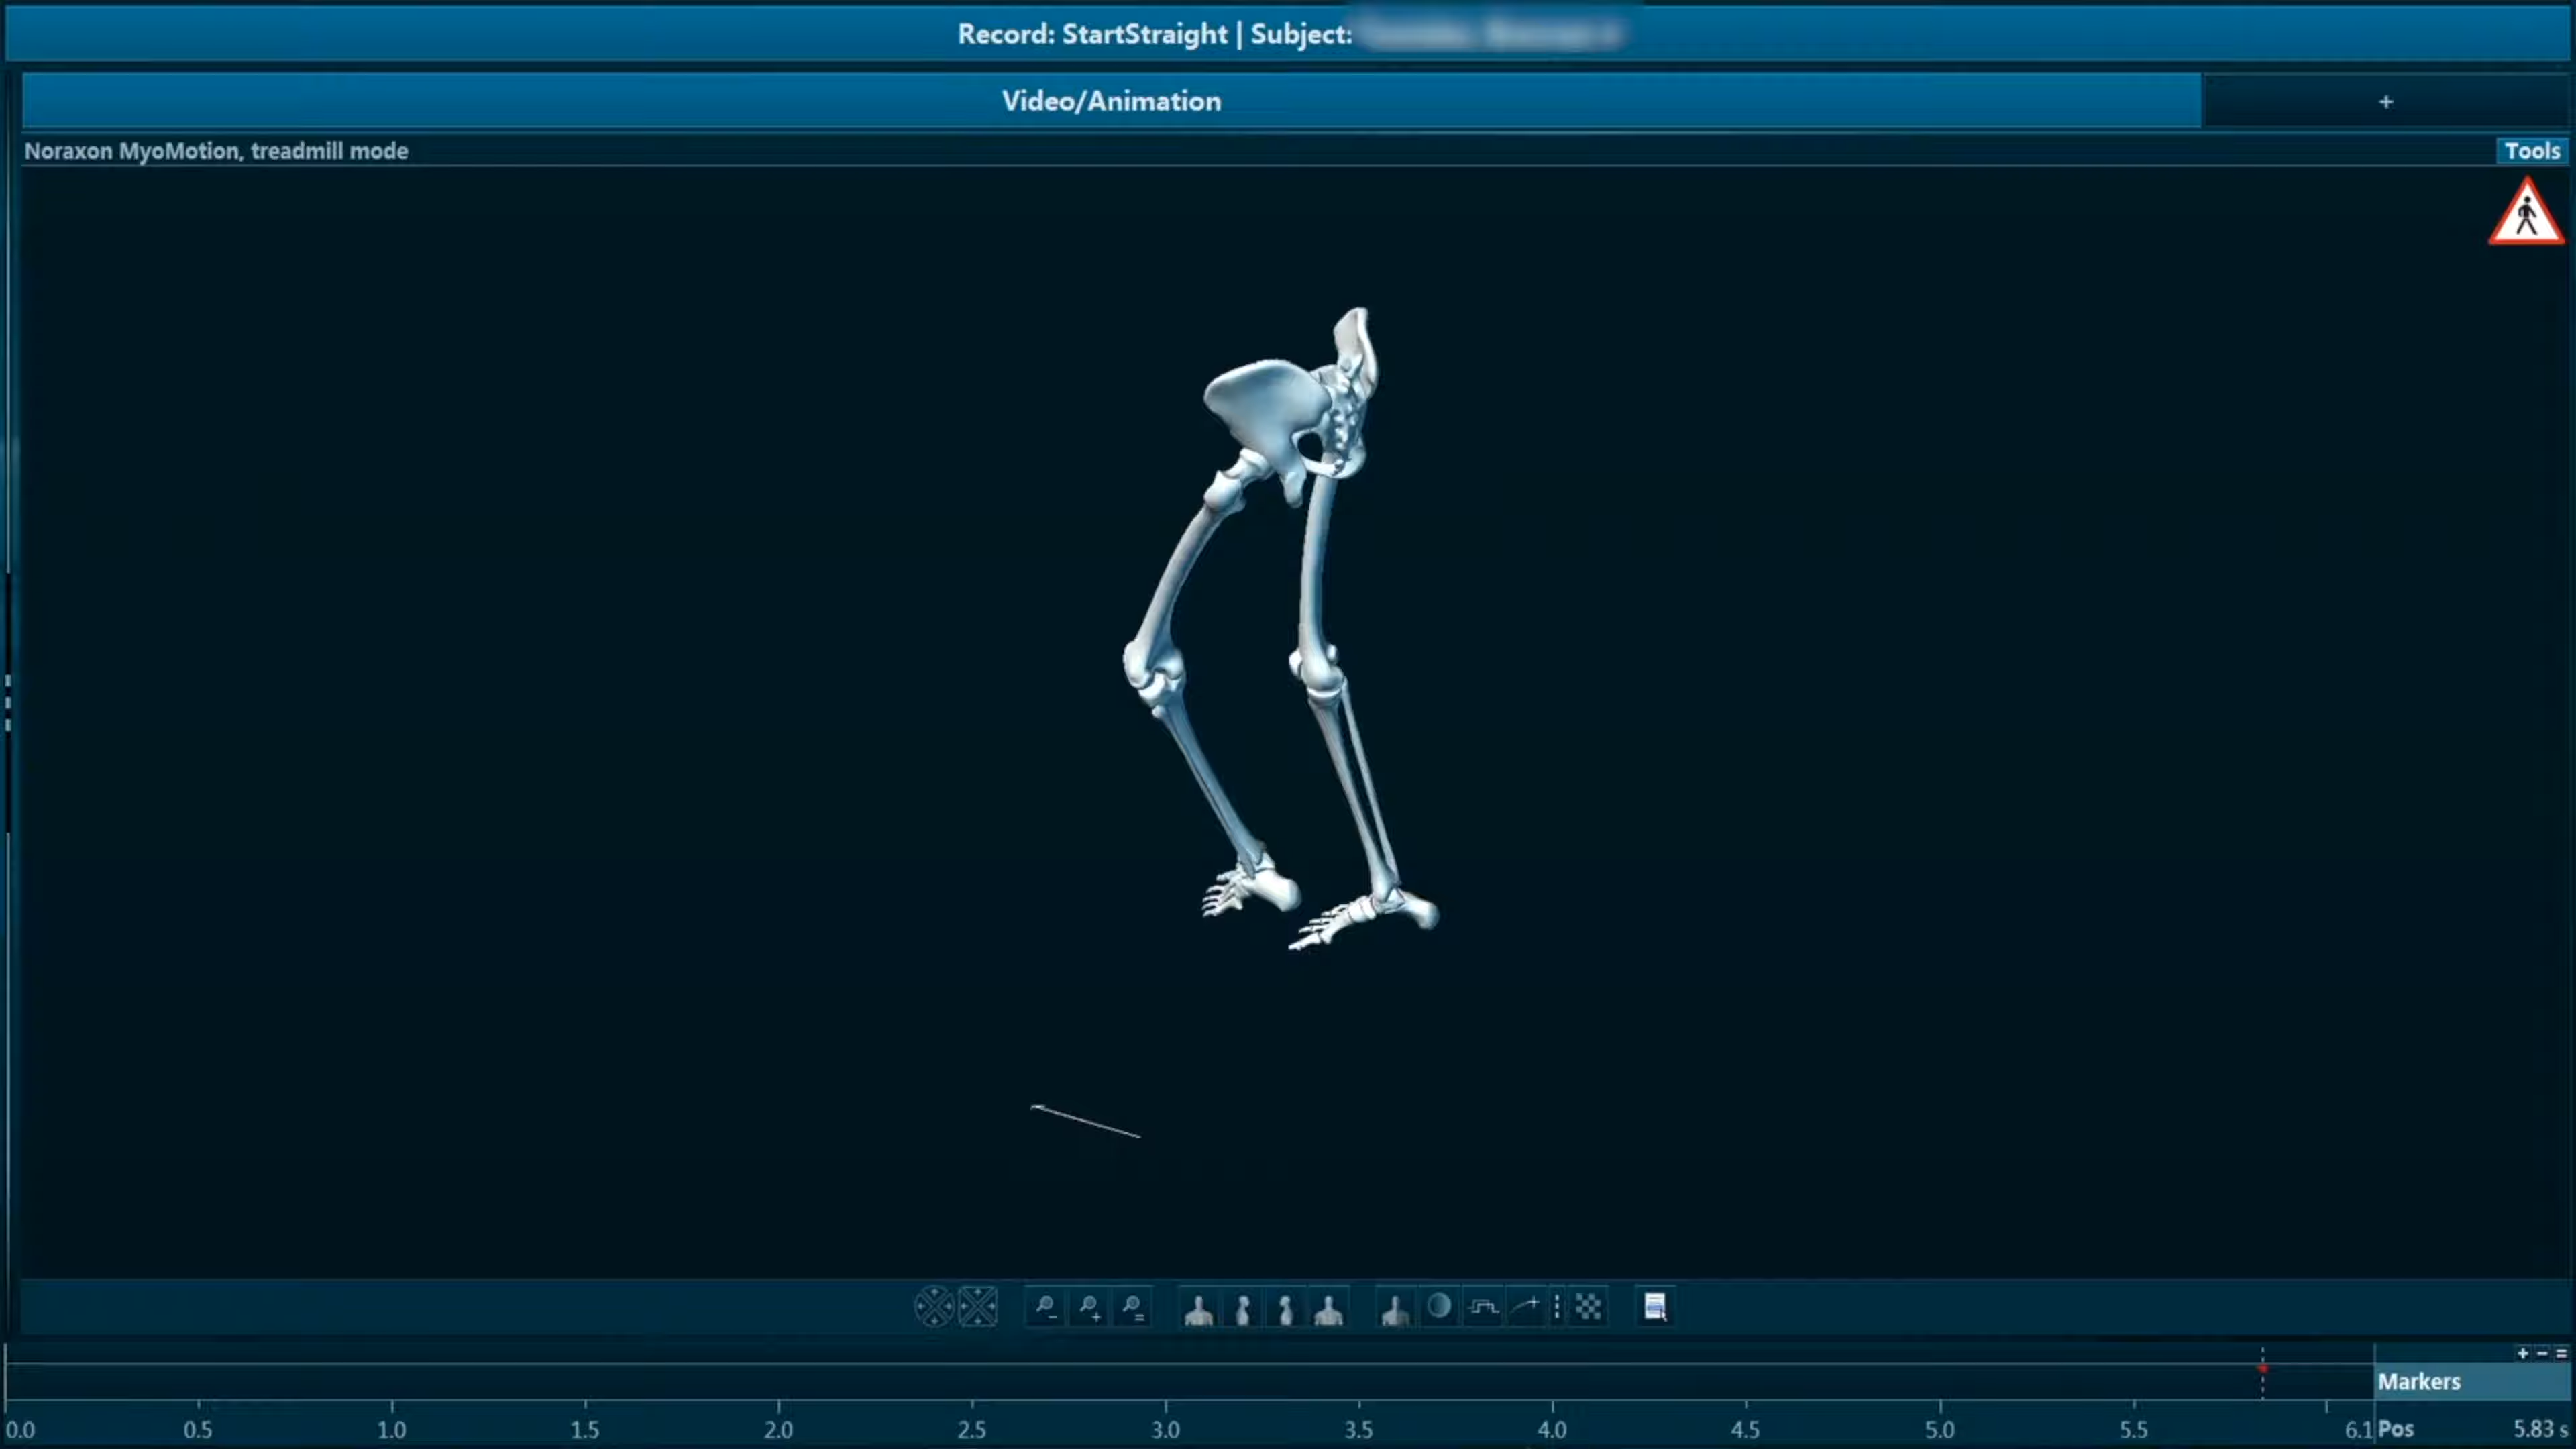 Record: StartStraight | Subject:
Video/Animation
+
Noraxon MyoMotion, treadmill mode
Tools
+ - =
Markers
0.0 0.5 1.0 1.5 2.0 2.5 3.0 3.5 4.0 4.5 5.0 5.5 6.1
Pos 5.83 s